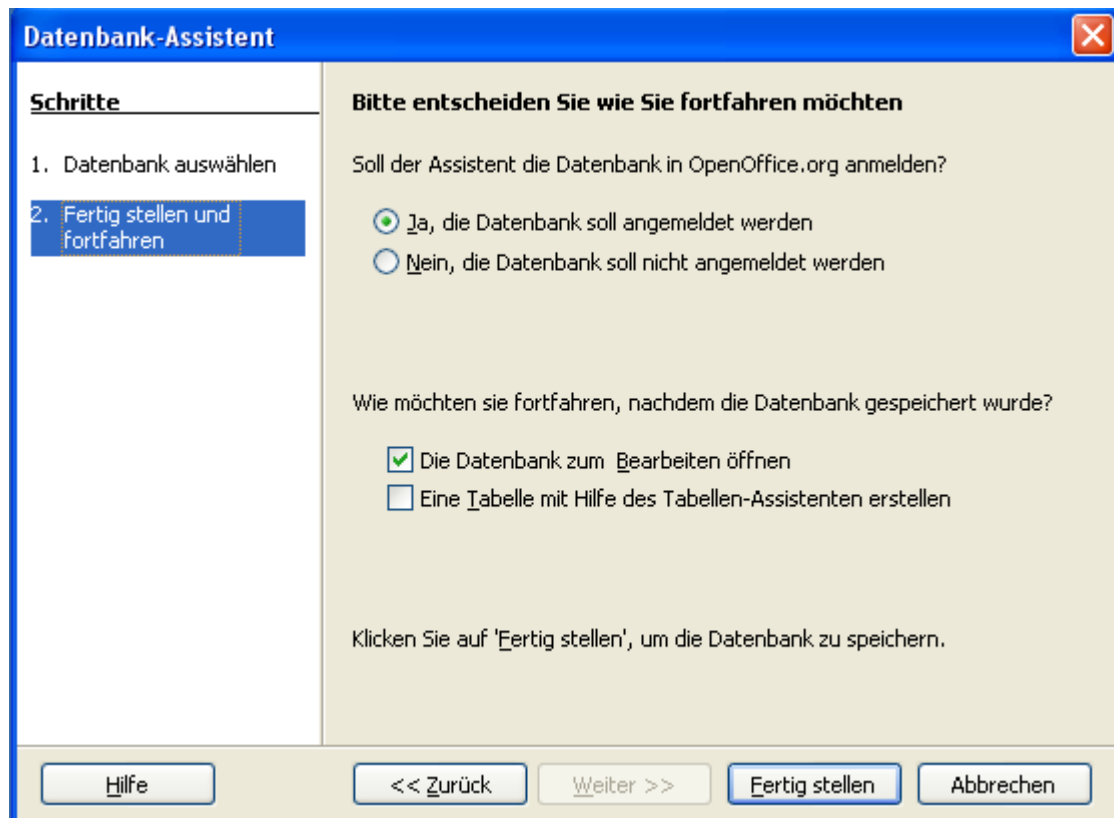 Datenbank-Assistent
Schritte
1. Datenbank auswählen
2. Fertig stellen und
fortfahren
Bitte entscheiden Sie wie Sie fortfahren möchten
Soll der Assistent die Datenbank in OpenOffice.org anmelden?
Ja, die Datenbank soll angemeldet werden
Nein, die Datenbank soll nicht angemeldet werden
Wie möchten sie fortfahren, nachdem die Datenbank gespeichert wurde?
Die Datenbank zum Bearbeiten öffnen
Eine Tabelle mit Hilfe des Tabellen-Assistenten erstellen
Klicken Sie auf 'Fertig stellen', um die Datenbank zu speichern.
Hilfe
<< Zurück
Weiter >>
Fertig stellen
Abbrechen